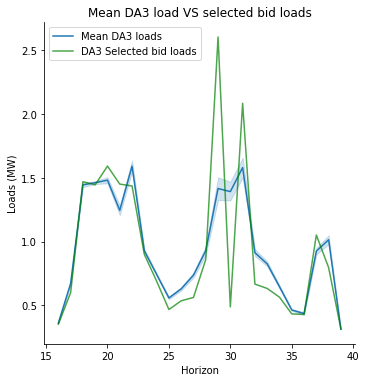 Mean DA3 load VS selected bid loads
Mean DA3 loads
DA3 Selected bid loads
Loads (MW)
2.5
2.0
1.5
1.0
0.5
15
20
25
30
35
40
Horizon